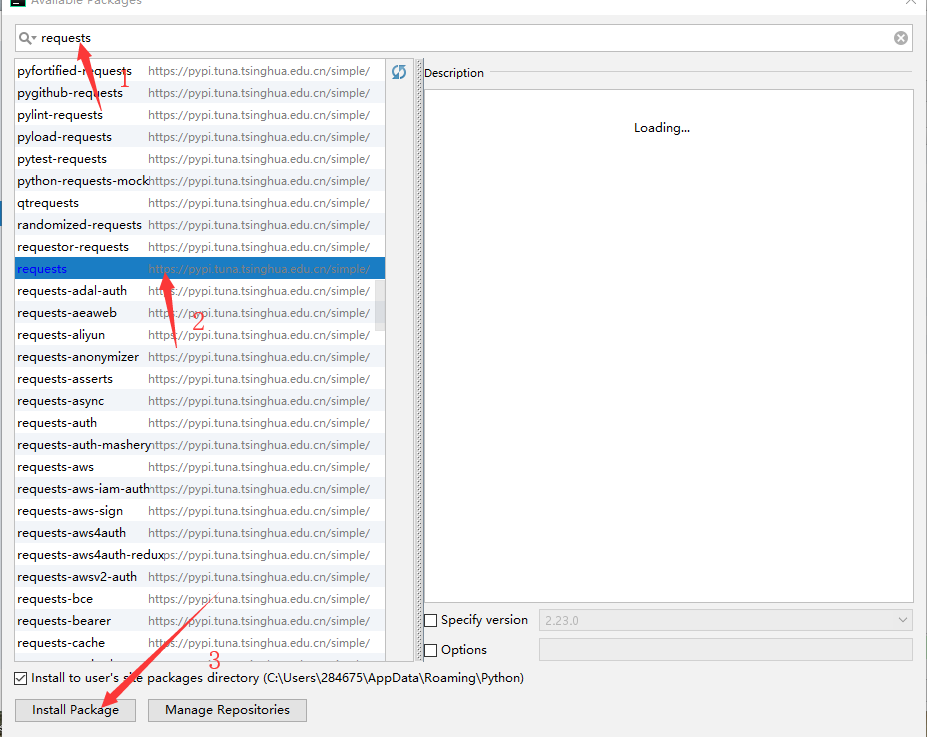 Available Packages
requests
pyfortified-requests https://pypi.tuna.tsinghua.edu.cn/simple/
1
pygithub-requests https://pypi.tuna.tsinghua.edu.cn/simple/
pylint-requests https://pypi.tuna.tsinghua.edu.cn/simple/
pyload-requests https://pypi.tuna.tsinghua.edu.cn/simple/
pytest-requests https://pypi.tuna.tsinghua.edu.cn/simple/
python-requests-mock https://pypi.tuna.tsinghua.edu.cn/simple/
qtrequests https://pypi.tuna.tsinghua.edu.cn/simple/
randomized-requests https://pypi.tuna.tsinghua.edu.cn/simple/
requestor-requests https://pypi.tuna.tsinghua.edu.cn/simple/
requests https://pypi.tuna.tsinghua.edu.cn/simple/
requests-adal-auth https://pypi.tuna.tsinghua.edu.cn/simple/
requests-aeaweb https://pypi.tuna.tsinghua.edu.cn/simple/
2
requests-aliyun https://pypi.tuna.tsinghua.edu.cn/simple/
requests-anonymizer https://pypi.tuna.tsinghua.edu.cn/simple/
requests-asserts https://pypi.tuna.tsinghua.edu.cn/simple/
requests-async https://pypi.tuna.tsinghua.edu.cn/simple/
requests-auth https://pypi.tuna.tsinghua.edu.cn/simple/
requests-auth-mashery https://pypi.tuna.tsinghua.edu.cn/simple/
requests-aws https://pypi.tuna.tsinghua.edu.cn/simple/
requests-aws-iam-auth https://pypi.tuna.tsinghua.edu.cn/simple/
requests-aws-sign https://pypi.tuna.tsinghua.edu.cn/simple/
requests-aws4auth https://pypi.tuna.tsinghua.edu.cn/simple/
requests-aws4auth-redux ps://pypi.tuna.tsinghua.edu.cn/simple/
requests-awsv2-auth https://pypi.tuna.tsinghua.edu.cn/simple/
requests-bce https://pypi.tuna.tsinghua.edu.cn/simple/
requests-bearer https://pypi.tuna.tsinghua.edu.cn/simple/
requests-cache https://pypi.tuna.tsinghua.edu.cn/simple/
3
Description
Loading...
Specify version 2.23.0
Options
Install to user's site packages directory (C:\Users\284675\AppData\Roaming\Python)
Install Package Manage Repositories